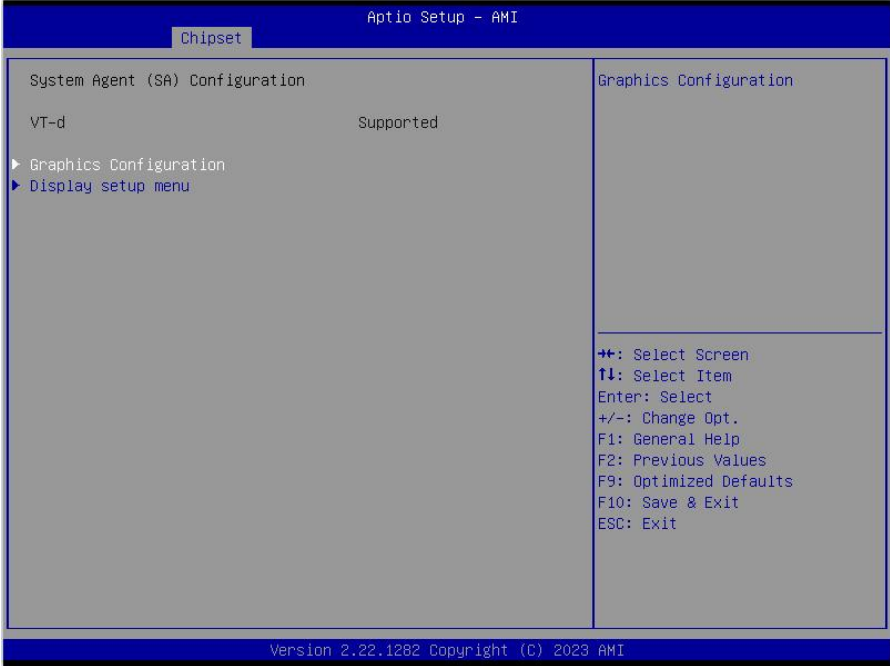 Aptio Setup – AMI
Chipset
System Agent (SA) Configuration
VT-d Supported
▶ Graphics Configuration
▶ Display setup menu
Graphics Configuration
→←: Select Screen
↑↓: Select Item
Enter: Select
+/-: Change Opt.
F1: General Help
F2: Previous Values
F9: Optimized Defaults
F10: Save & Exit
ESC: Exit
Version 2.22.1282 Copyright (C) 2023 AMI